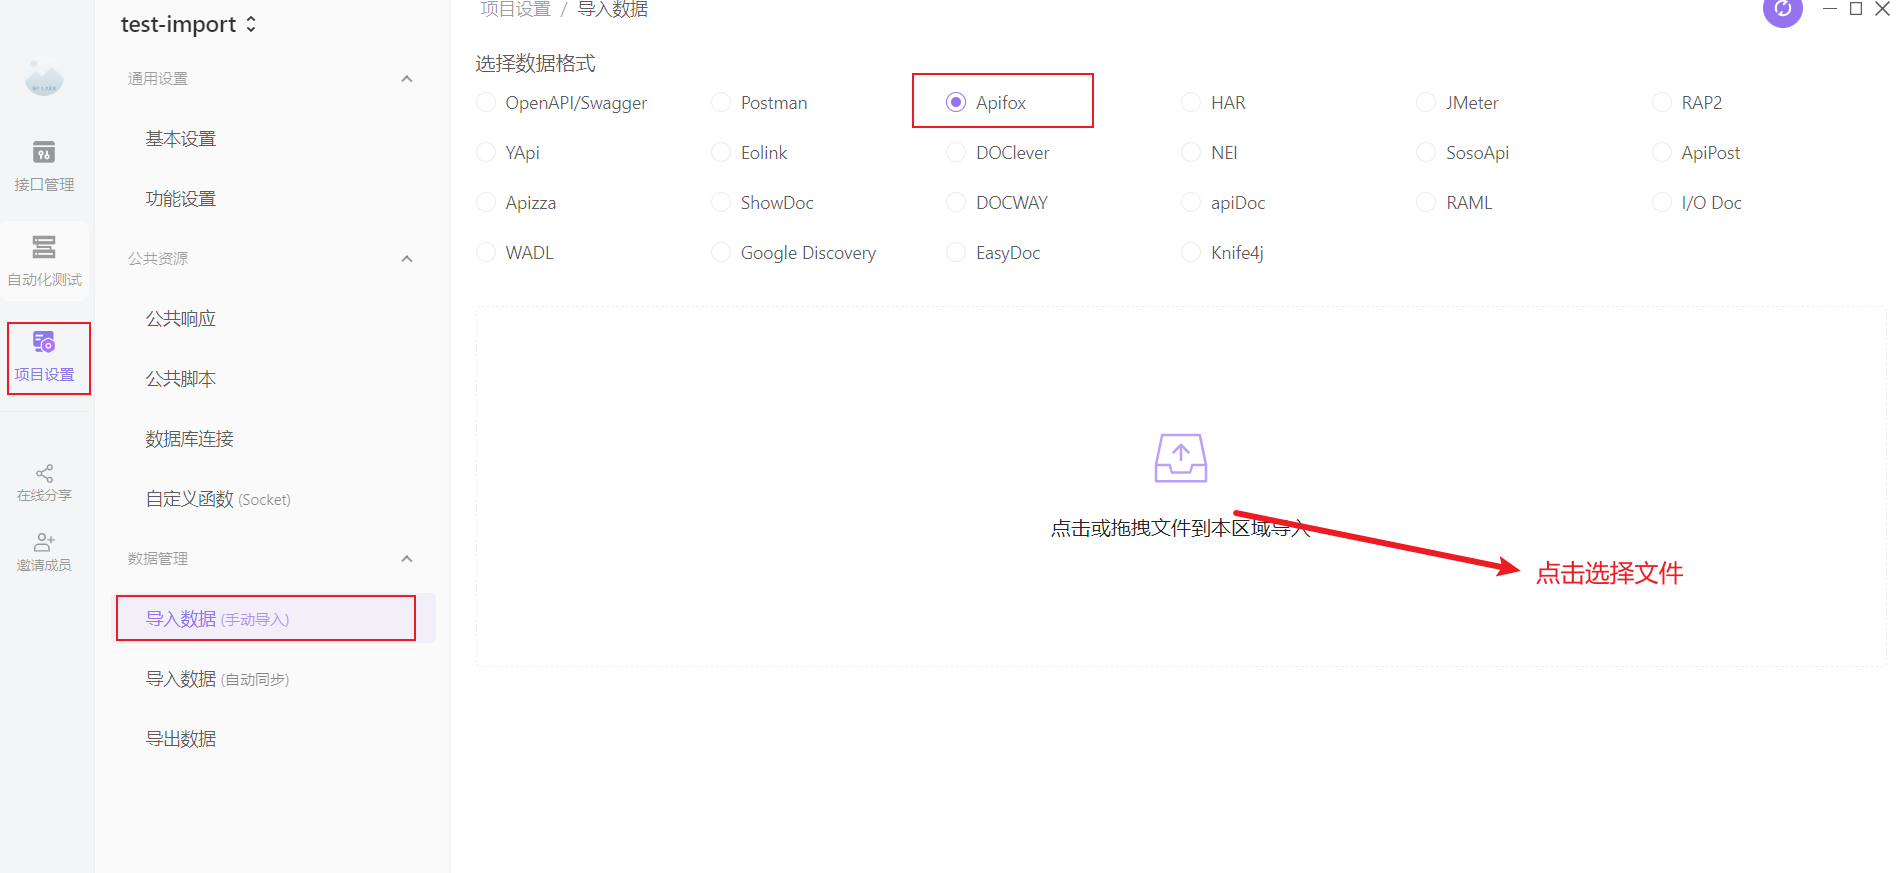 test-import
项目设置 / 导入数据
接口管理
自动化测试
项目设置
在线分享
邀请成员
通用设置
基本设置
功能设置
公共资源
公共响应
公共脚本
数据库连接
自定义函数 (Socket)
数据管理
导入数据 (手动导入)
导入数据 (自动同步)
导出数据
选择数据格式
OpenAPI/Swagger Postman Apifox HAR JMeter RAP2
YApi Eolink DOClever NEI SosoApi ApiPost
Apizza ShowDoc DOCWAY apiDoc RAML I/O Doc
WADL Google Discovery EasyDoc Knife4j
点击或拖拽文件到本区域导入
点击选择文件